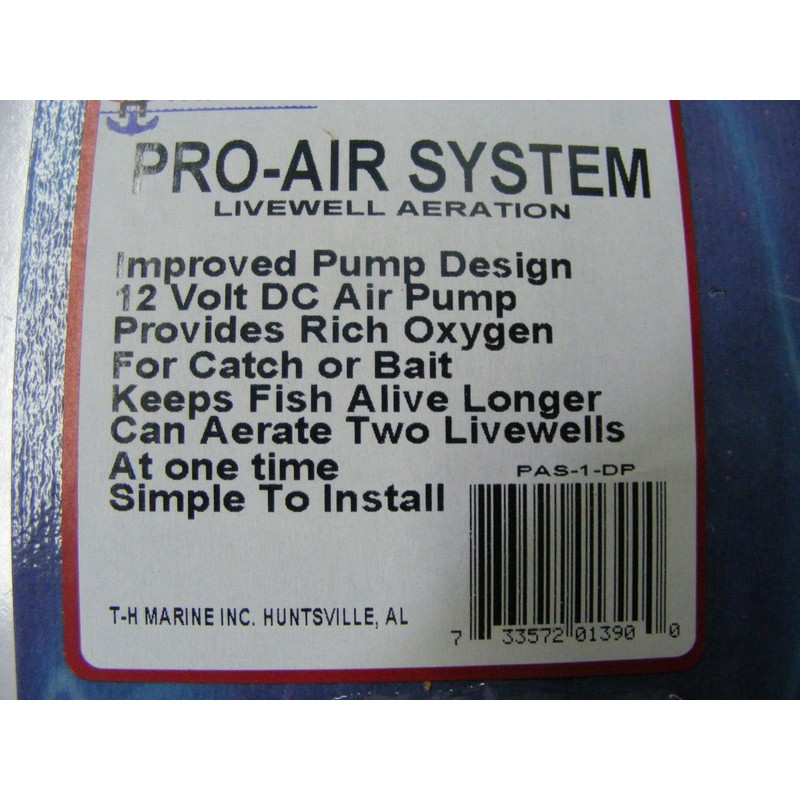 PRO-AIR SYSTEM
LIVEWELL AERATION
Improved Pump Design
12 Volt DC Air Pump
Provides Rich Oxygen
For Catch or Bait
Keeps Fish Alive Longer
Can Aerate Two Livewells
At one time
Simple To Install
PAS-1-DP
T-H MARINE INC. HUNTSVILLE, AL
7 33572 01390 0